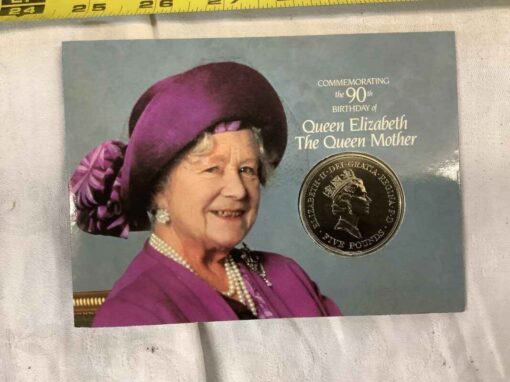 24 25 26 27
COMMEMORATING
the 90th
BIRTHDAY of
Queen Elizabeth
The Queen Mother
ELIZABETH·II·DEI·GRATIA·REGINA·F·D
FIVE POUNDS